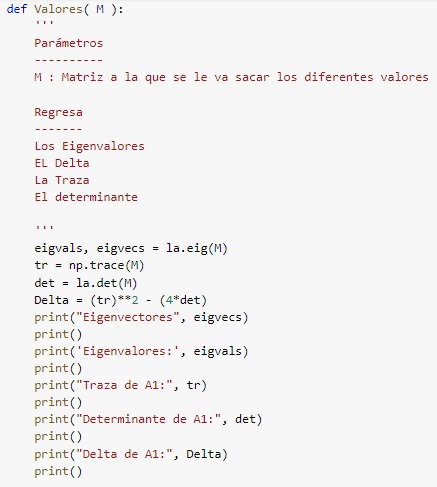 def Valores( M ):
    '''
    Parámetros
    ----------
    M : Matriz a la que se le va sacar los diferentes valores

    Regresa
    -------
    Los Eigenvalores
    EL Delta
    La Traza
    El determinante

    '''
    eigvals, eigvecs = la.eig(M)
    tr = np.trace(M)
    det = la.det(M)
    Delta = (tr)**2 - (4*det)
    print("Eigenvectores", eigvecs)
    print()
    print('Eigenvalores:', eigvals)
    print()
    print("Traza de A1:", tr)
    print()
    print("Determinante de A1:", det)
    print()
    print("Delta de A1:", Delta)
    print()